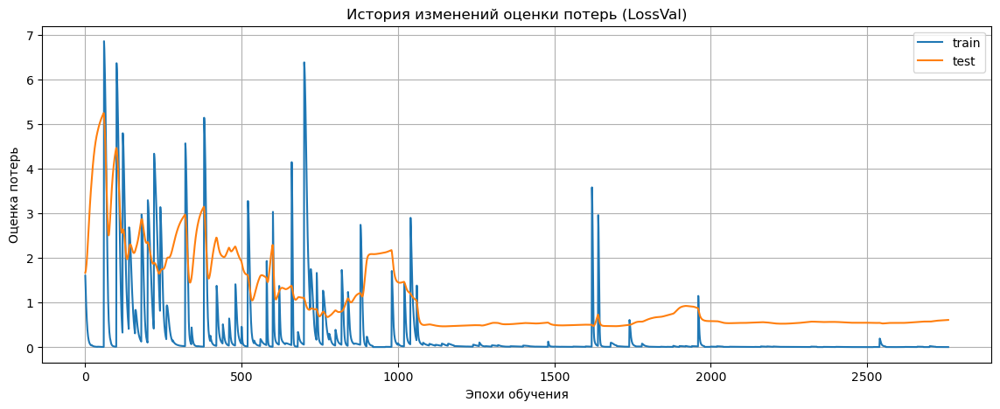 История изменений оценки потерь (LossVal)
train
test
Оценка потерь
7
6
5
4
3
2
1
0
0
500
1000
1500
2000
2500
Эпохи обучения